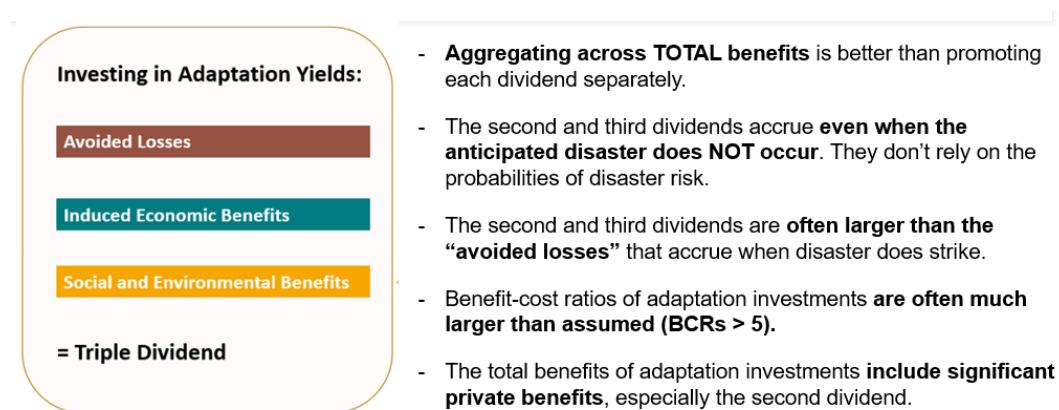 Investing in Adaptation Yields:
Avoided Losses
Induced Economic Benefits
Social and Environmental Benefits
= Triple Dividend
- Aggregating across TOTAL benefits is better than promoting
each dividend separately.
- The second and third dividends accrue even when the
anticipated disaster does NOT occur. They don’t rely on the
probabilities of disaster risk.
- The second and third dividends are often larger than the
“avoided losses” that accrue when disaster does strike.
- Benefit-cost ratios of adaptation investments are often much
larger than assumed (BCRs > 5).
- The total benefits of adaptation investments include significant
private benefits, especially the second dividend.